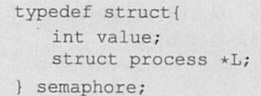 typedef struct{
int value;
struct process *L;
} semaphore;